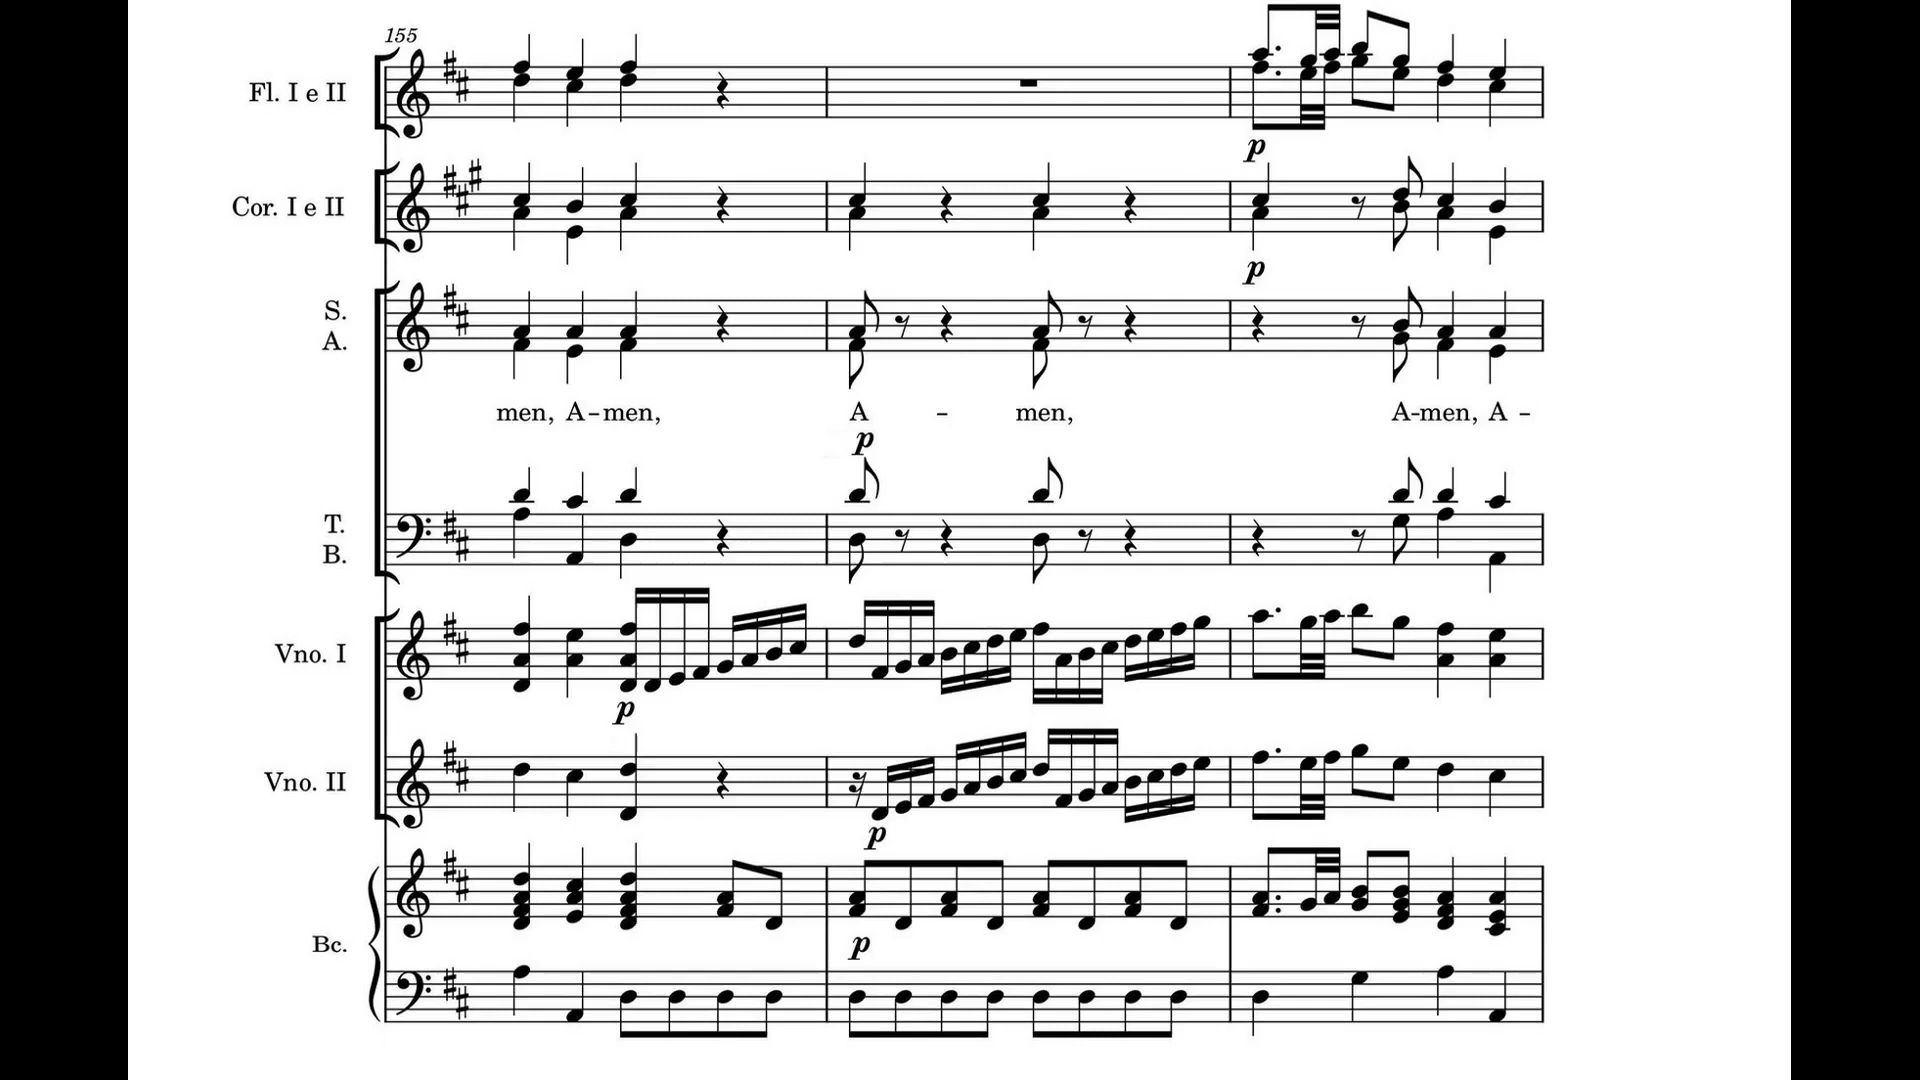 155
Fl. I e II
p
Cor. I e II
p
S.
A.
men, A-men, A - men, A-men, A -
p
T.
B.
Vno. I
p
Vno. II
p
Bc.
p